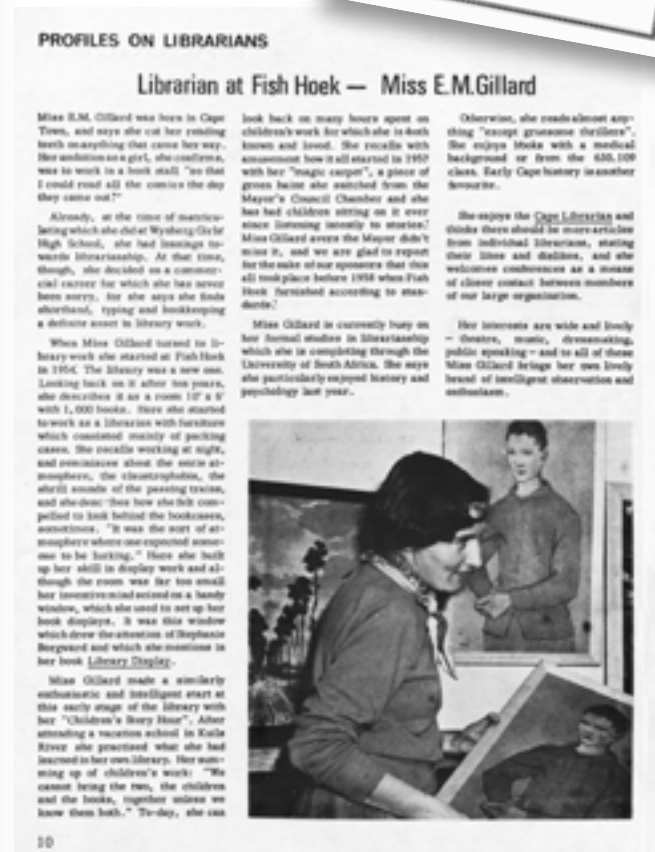 PROFILES ON LIBRARIANS
Librarian at Fish Hoek — Miss E.M.Gillard
Miss E.M. Gillard was born in Cape
Town, and says she cut her reading
teeth on anything that came her way.
Her ambition as a girl, she confirms,
was to work in a book stall "so that
I could read all the comics the day
they came out!"
Already, at the time of matricu-
lating which she did at Wynberg Girls'
High School, she had leanings to-
wards librarianship. At that time,
though, she decided on a commer-
cial career for which she has never
been sorry, for she says she finds
shorthand, typing and bookkeeping
a definite asset in library work.
When Miss Gillard turned to li-
brary work she started at Fish Hoek
in 1954. The library was a new one.
Looking back on it after ten years,
she describes it as a room 10' x 6'
with 1,000 books. Here she started
to work as a librarian with furniture
which consisted mainly of packing
cases. She recalls working at night,
and reminisces about the eerie at-
mosphere, the claustrophobia, the
shrill sounds of the passing trains,
and she describes how she felt com-
pelled to look behind the bookcases,
sometimes. "It was the sort of at-
mosphere where one expected some-
one to be lurking." Here she built
up her skill in display work and al-
though the room was far too small
her inventive mind seized on a handy
window, which she used to set up her
book displays. It was this window
which drew the attention of Stephanie
Borgwardt and which she mentions in
her book Library Display.
Miss Gillard made a similarly
enthusiastic and intelligent start at
this early stage of the library with
her "Children's Story Hour". After
attending a vacation school in Kuils
River she practised what she had
learned in her own library. Her sum-
ming up of children's work: "We
cannot bring the two, the children
and the books, together unless we
know them both." To-day, she can
look back on many hours spent on
children's work for which she is both
known and loved. She recalls with
amusement how it all started in 1957
with her "magic carpet", a piece of
green baize she snatched from the
Mayor's Council Chamber and she
has had children sitting on it ever
since listening intently to stories!
Miss Gillard avers the Mayor didn't
miss it, and we are glad to report
for the sake of our sponsors that this
all took place before 1958 when Fish
Hoek furnished according to stan-
dards!
Miss Gillard is currently busy on
her formal studies in librarianship
which she is completing through the
University of South Africa. She says
she particularly enjoyed history and
psychology last year.
Otherwise, she reads almost any-
thing "except gruesome thrillers".
She enjoys books with a medical
background or from the 630.109
class. Early Cape history is another
favourite.
She enjoys the Cape Librarian and
thinks there should be more articles
from individual librarians, stating
their likes and dislikes, and she
welcomes conferences as a means
of closer contact between members
of our large organisation.
Her interests are wide and lively
- theatre, music, dressmaking,
public speaking - and to all of these
Miss Gillard brings her own lively
brand of intelligent observation and
enthusiasm.
10